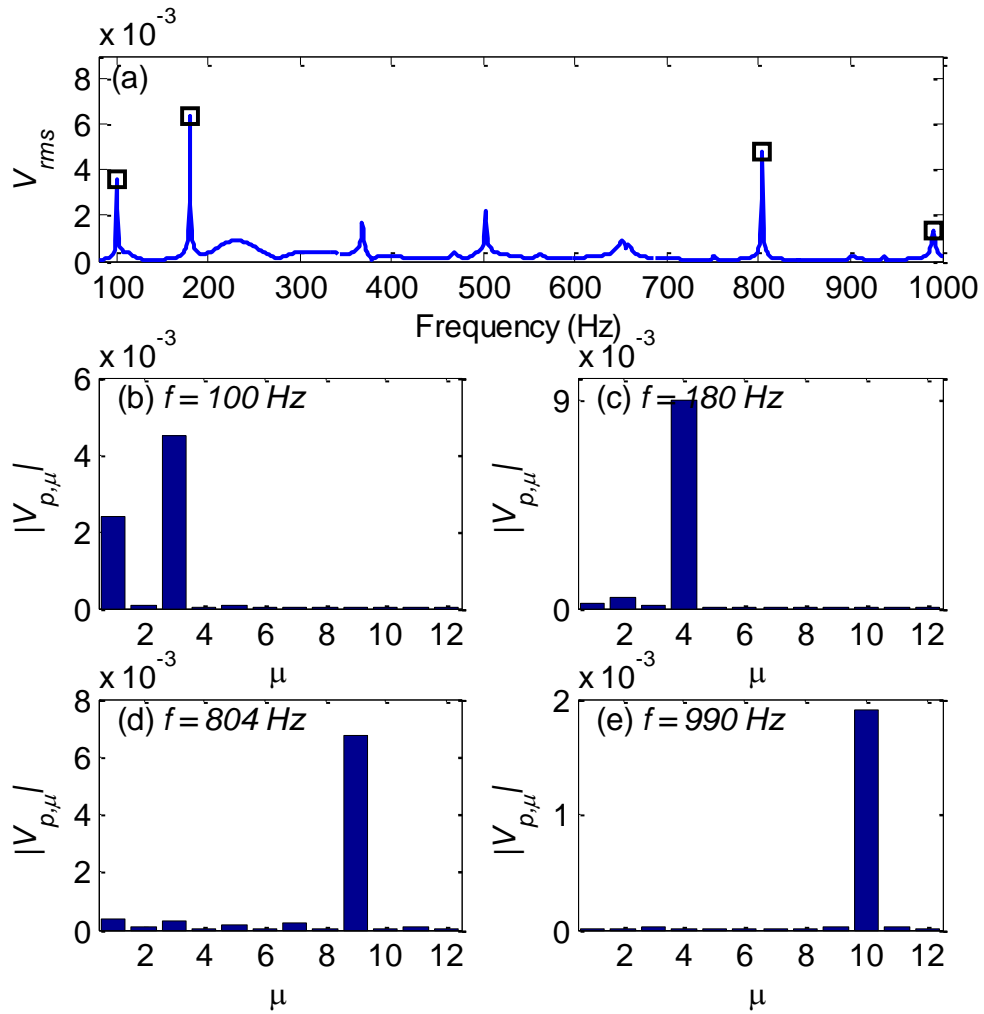 x 10⁻³
8
6
4
2
0
(a)
V_rms
100 200 300 400 500 600 700 800 900 1000
Frequency (Hz)
x 10⁻³
6
4
2
0
(b) f = 100 Hz
|V_p,μ|
2 4 6 8 10 12
μ
x 10⁻³
9
0
(c) f = 180 Hz
|V_p,μ|
2 4 6 8 10 12
μ
x 10⁻³
8
6
4
2
0
(d) f = 804 Hz
|V_p,μ|
2 4 6 8 10 12
μ
x 10⁻³
2
1
0
(e) f = 990 Hz
|V_p,μ|
2 4 6 8 10 12
μ